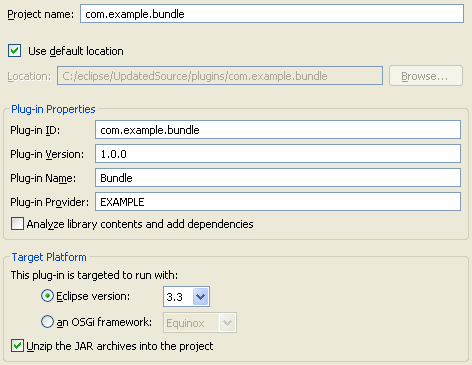 Project name: com.example.bundle
Use default location
Location: C:/eclipse/UpdatedSource/plugins/com.example.bundle Browse...
Plug-in Properties
Plug-in ID: com.example.bundle
Plug-in Version: 1.0.0
Plug-in Name: Bundle
Plug-in Provider: EXAMPLE
Analyze library contents and add dependencies
Target Platform
This plug-in is targeted to run with:
Eclipse version: 3.3
an OSGi framework: Equinox
Unzip the JAR archives into the project